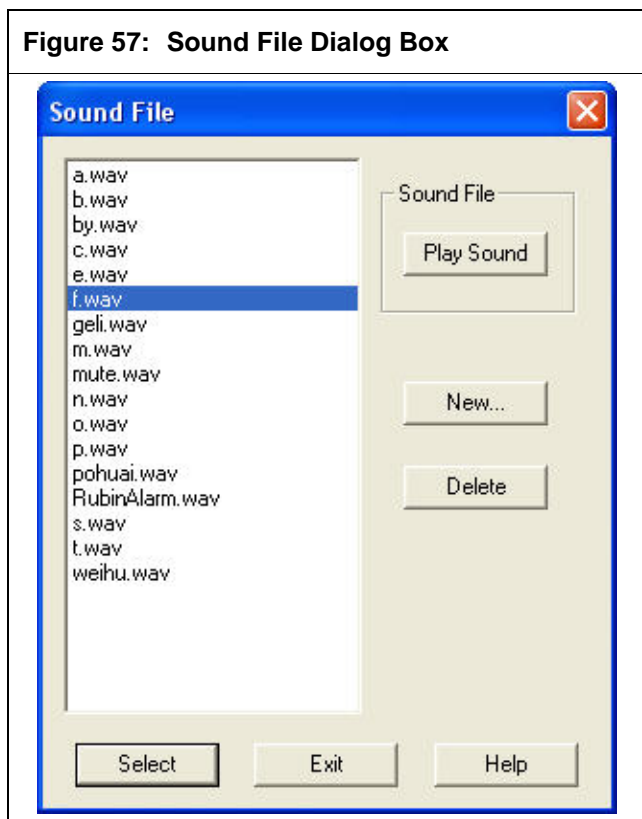 Figure 57: Sound File Dialog Box
Sound File
a.wav
b.wav
by.wav
c.wav
e.wav
f.wav
geli.wav
m.wav
mute.wav
n.wav
o.wav
p.wav
pohuai.wav
RubinAlarm.wav
s.wav
t.wav
weihu.wav
Sound File
Play Sound
New...
Delete
Select
Exit
Help